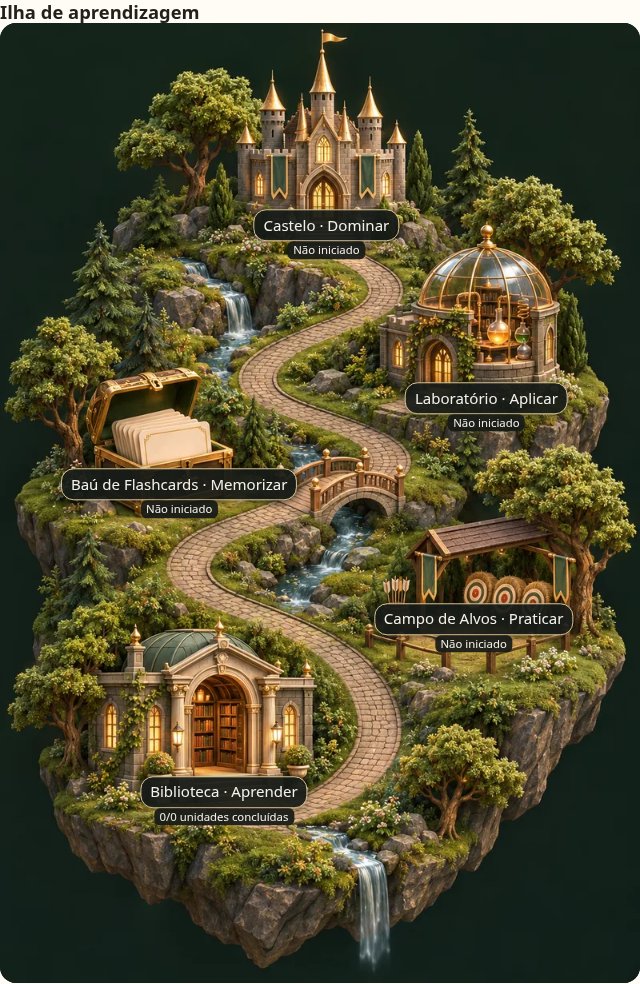 Ilha de aprendizagem
Castelo · Dominar
Não iniciado
Laboratório · Aplicar
Não iniciado
Baú de Flashcards · Memorizar
Não iniciado
Campo de Alvos · Praticar
Não iniciado
Biblioteca · Aprender
0/0 unidades concluídas